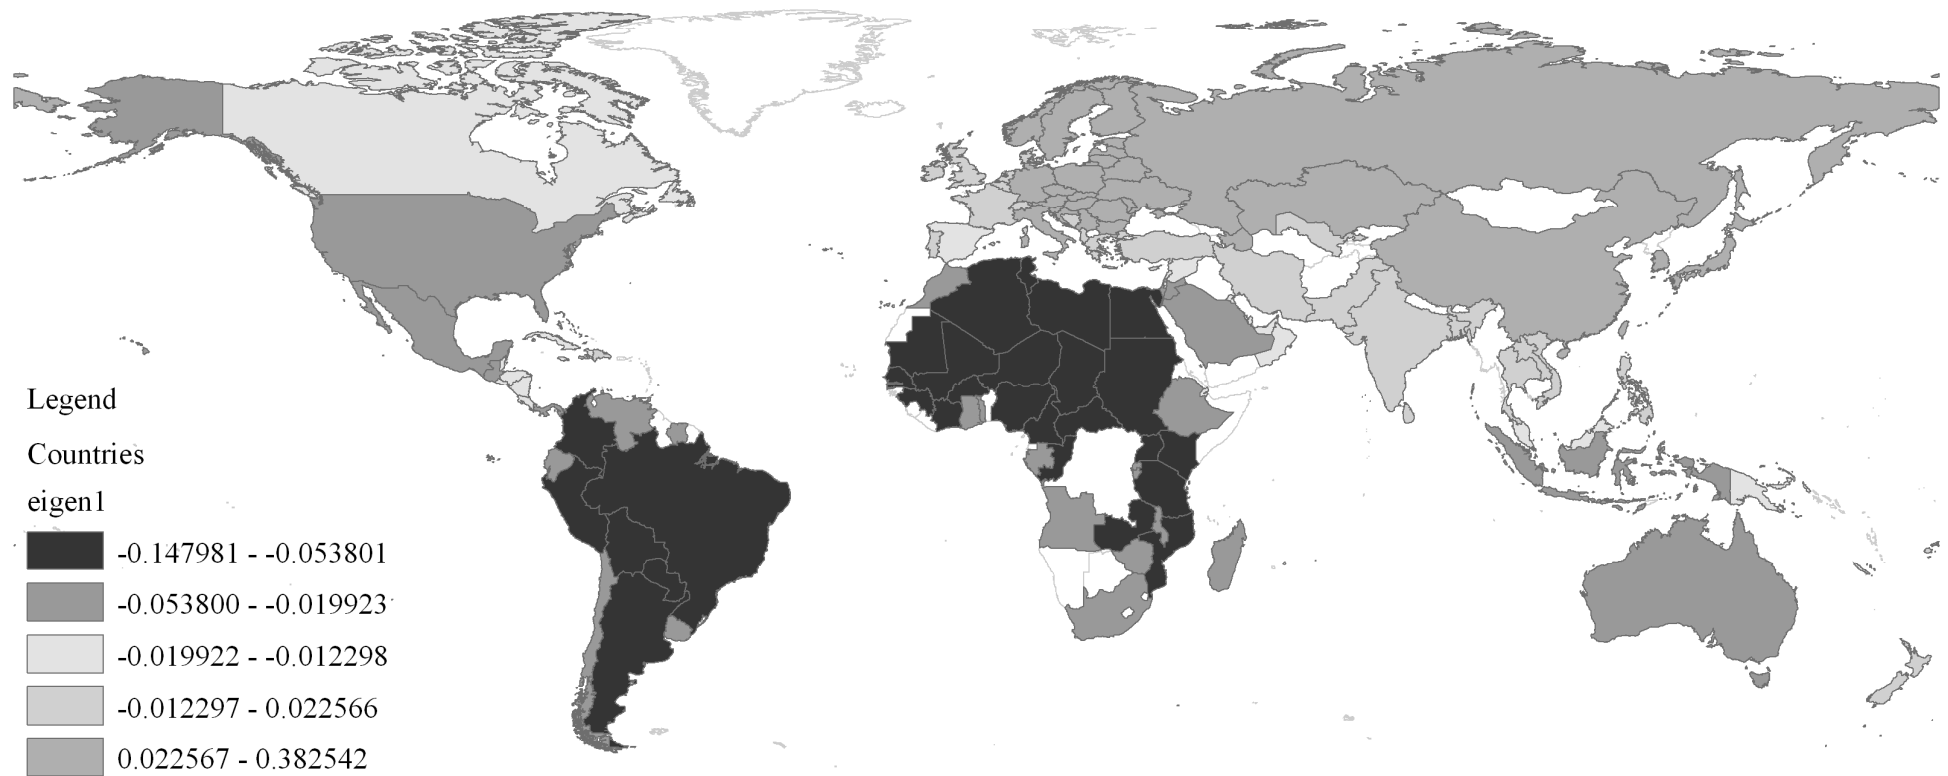 Legend
Countries
eigen1
-0.147981 - -0.053801
-0.053800 - -0.019923
-0.019922 - -0.012298
-0.012297 - 0.022566
0.022567 - 0.382542